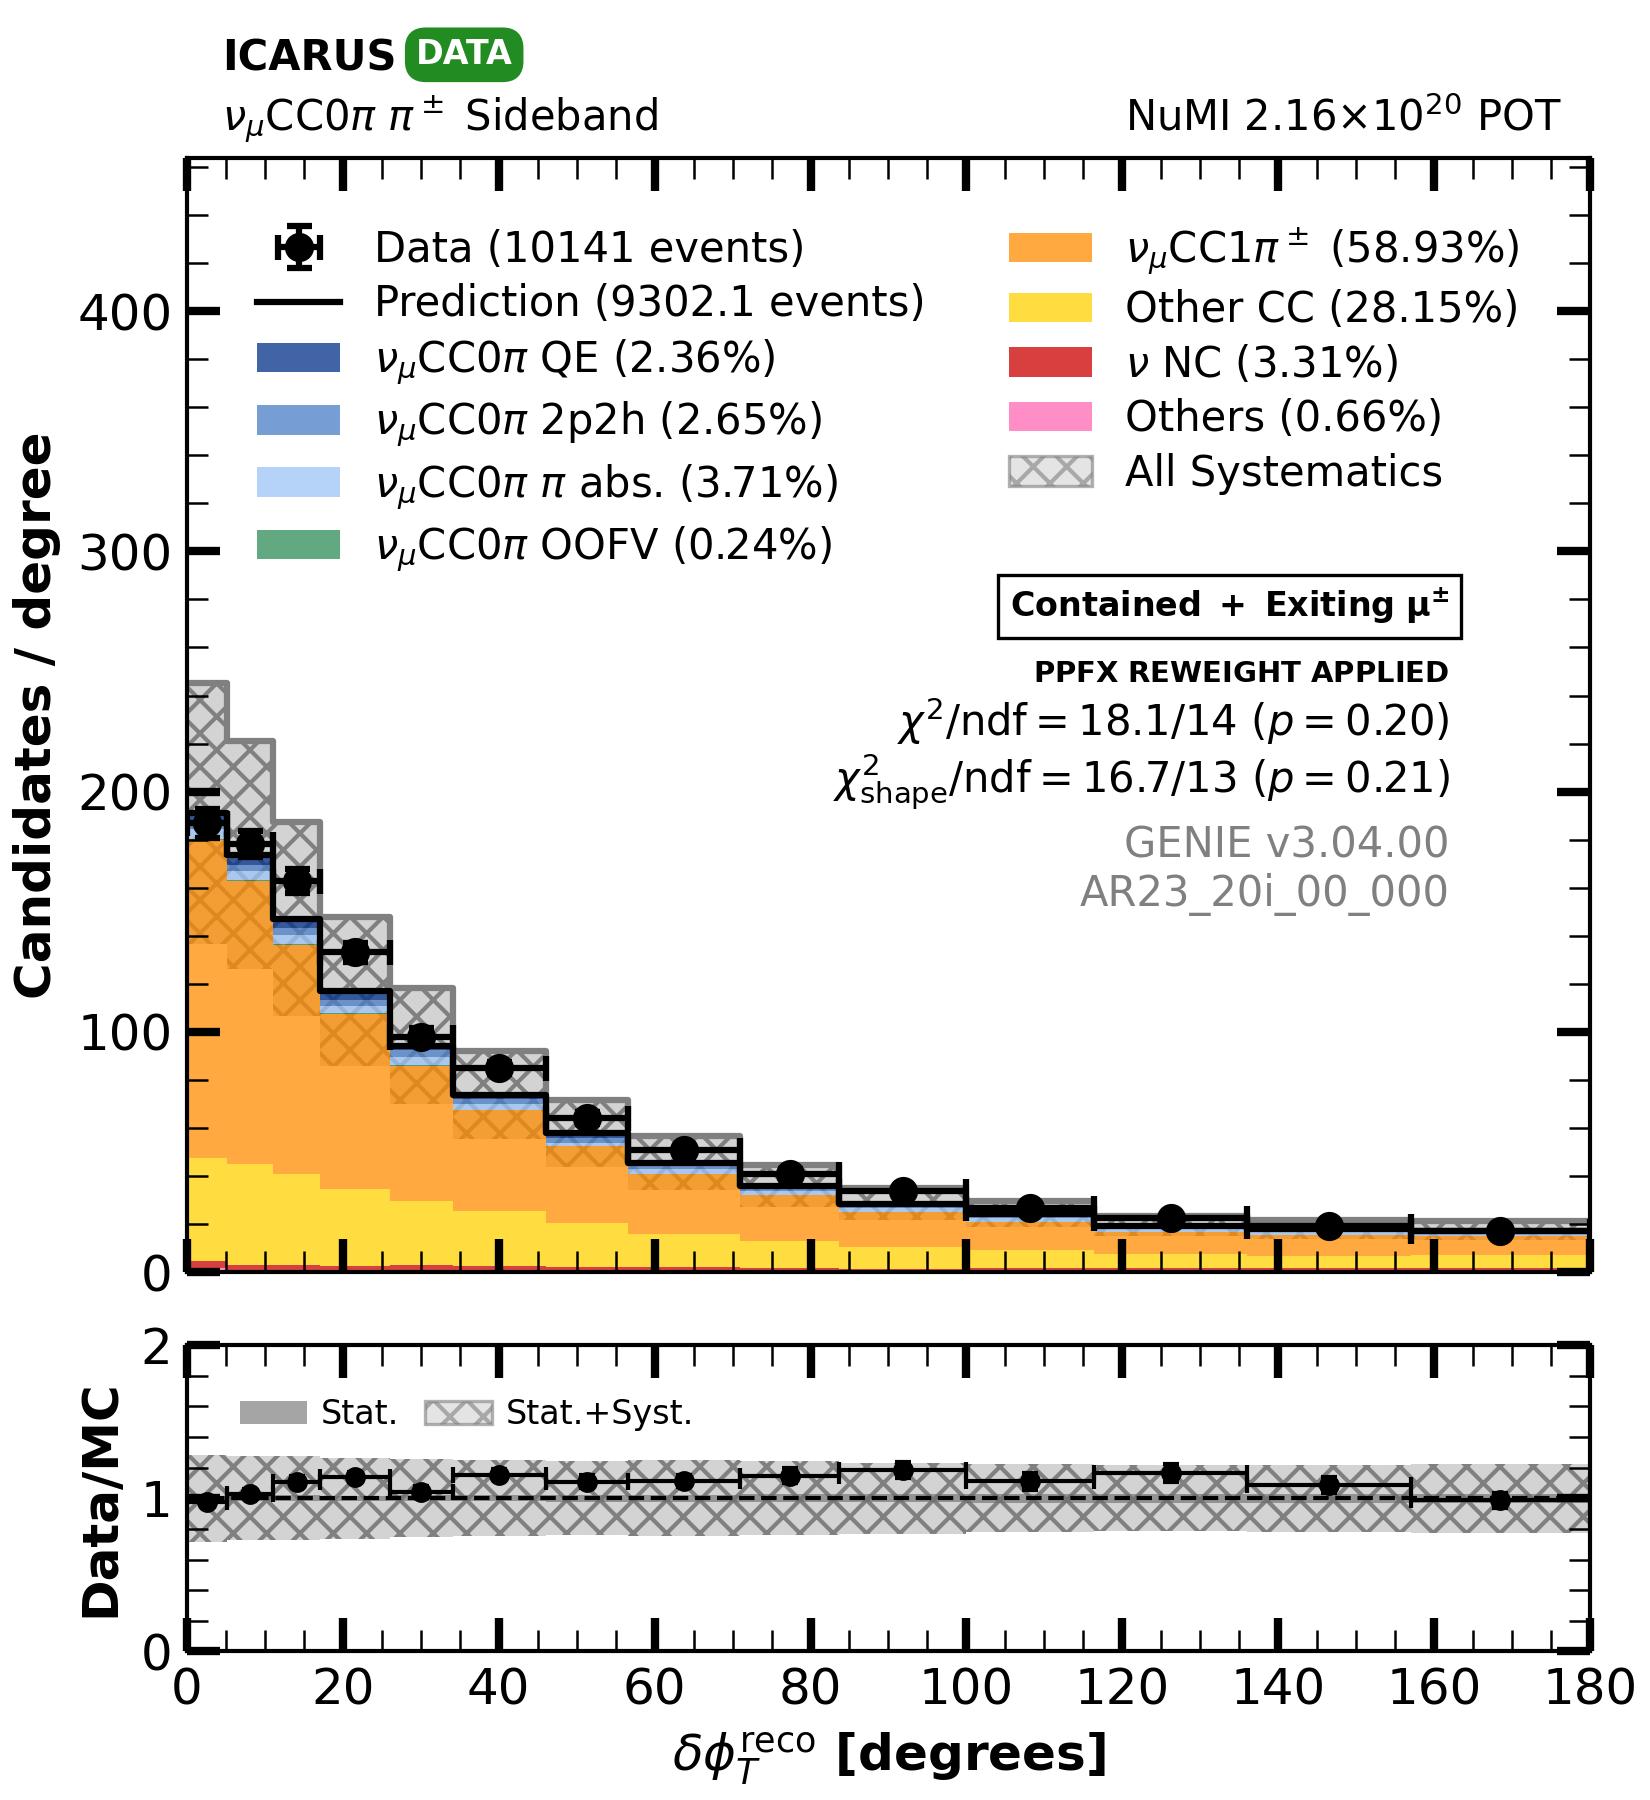 ICARUS DATA
νμCC0π π± Sideband
NuMI 2.16×10²⁰ POT
Data (10141 events)
Prediction (9302.1 events)
νμCC0π QE (2.36%)
νμCC0π 2p2h (2.65%)
νμCC0π π abs. (3.71%)
νμCC0π OOFV (0.24%)
νμCC1π± (58.93%)
Other CC (28.15%)
ν NC (3.31%)
Others (0.66%)
All Systematics
Contained + Exiting μ±
PPFX REWEIGHT APPLIED
χ²/ndf = 18.1/14 (p = 0.20)
χ²shape/ndf = 16.7/13 (p = 0.21)
GENIE v3.04.00
AR23_20i_00_000
Candidates / degree
400
300
200
100
0
Stat.
Stat.+Syst.
Data/MC
2
1
0
0 20 40 60 80 100 120 140 160 180
δϕT reco [degrees]